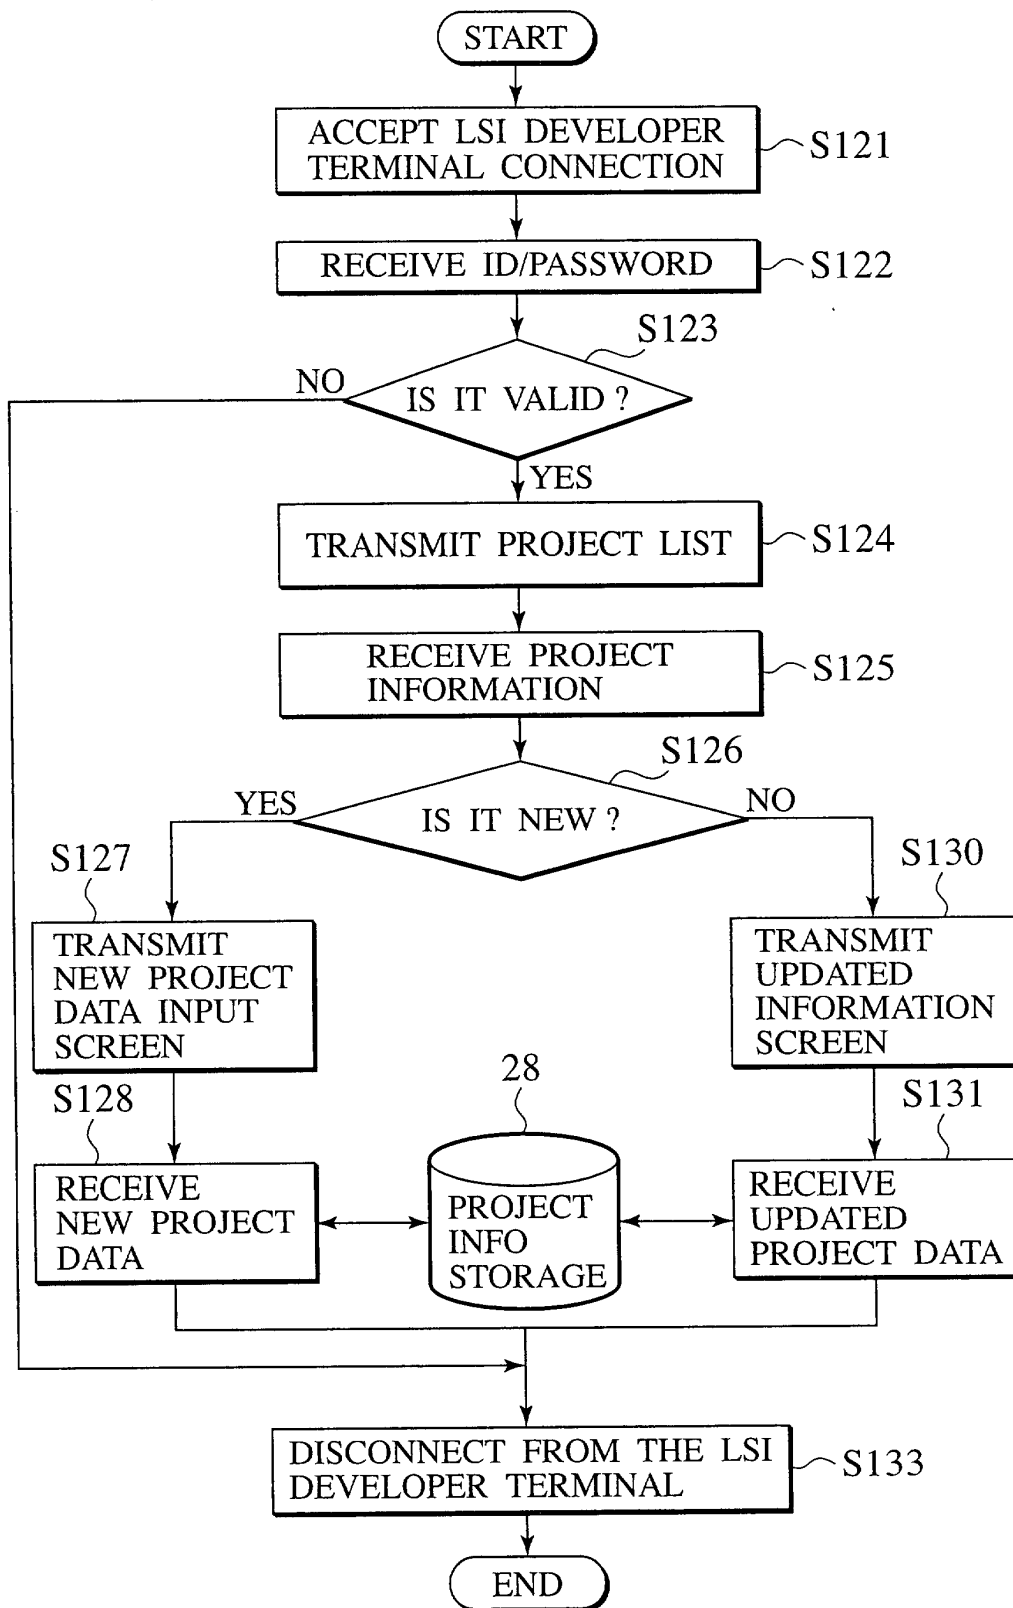 START
ACCEPT LSI DEVELOPER
TERMINAL CONNECTION
S121
RECEIVE ID/PASSWORD
S122
S123
NO
IS IT VALID ?
YES
TRANSMIT PROJECT LIST
S124
RECEIVE PROJECT
INFORMATION
S125
S126
YES
IS IT NEW ?
NO
S127
TRANSMIT
NEW PROJECT
DATA INPUT
SCREEN
S130
TRANSMIT
UPDATED
INFORMATION
SCREEN
S128
RECEIVE
NEW PROJECT
DATA
28
PROJECT
INFO
STORAGE
S131
RECEIVE
UPDATED
PROJECT DATA
DISCONNECT FROM THE LSI
DEVELOPER TERMINAL
S133
END